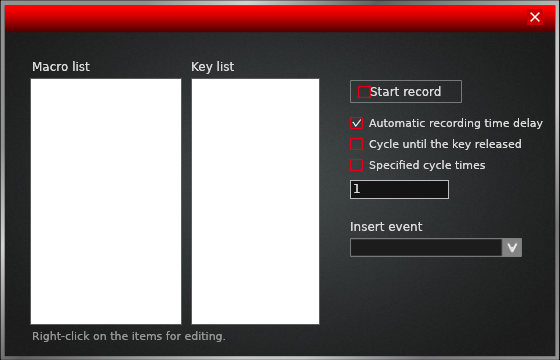 Macro list
Key list
Start record
Automatic recording time delay
Cycle until the key released
Specified cycle times
1
Insert event
Right-click on the items for editing.